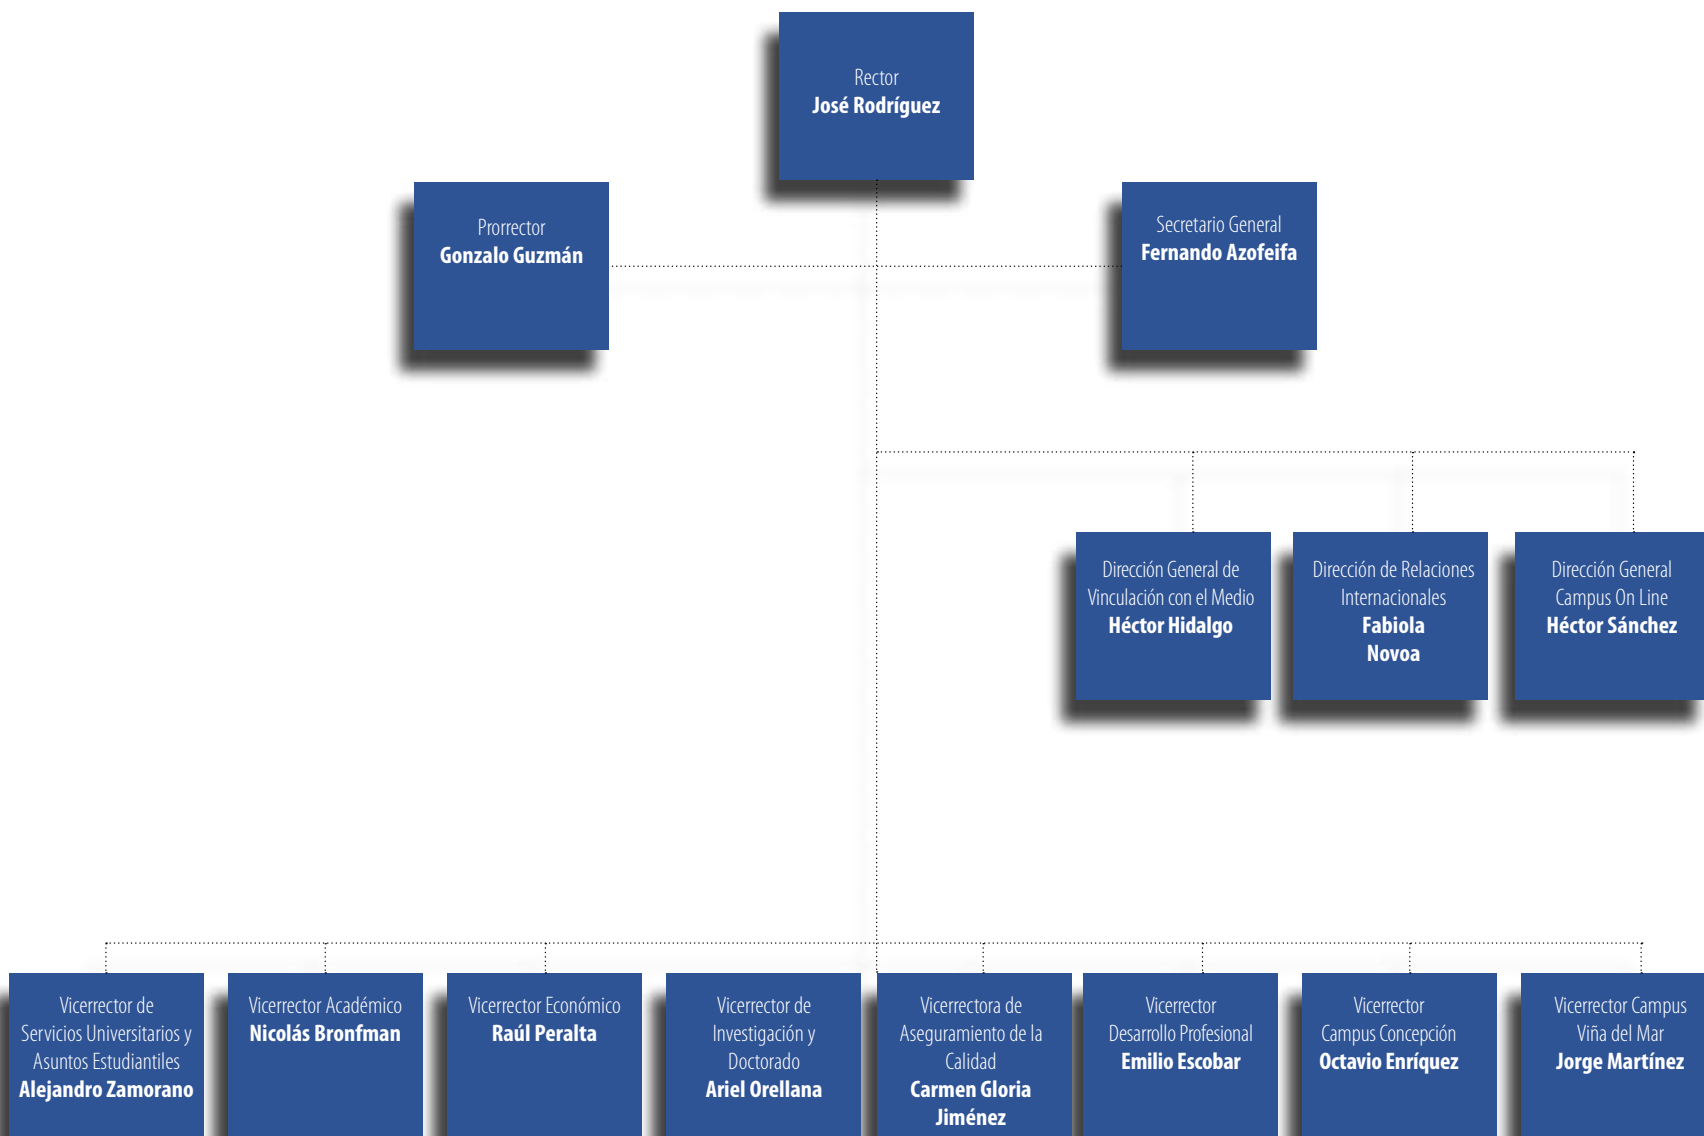 Rector
José Rodríguez
Prorrector
Gonzalo Guzmán
Secretario General
Fernando Azofeifa
Dirección General de
Vinculación con el Medio
Héctor Hidalgo
Dirección de Relaciones
Internacionales
Fabiola
Novoa
Dirección General
Campus On Line
Héctor Sánchez
Vicerrector de
Servicios Universitarios y
Asuntos Estudiantiles
Alejandro Zamorano
Vicerrector Académico
Nicolás Bronfman
Vicerrector Económico
Raúl Peralta
Vicerrector de
Investigación y
Doctorado
Ariel Orellana
Vicerrectora de
Aseguramiento de la
Calidad
Carmen Gloria
Jiménez
Vicerrector
Desarrollo Profesional
Emilio Escobar
Vicerrector
Campus Concepción
Octavio Enríquez
Vicerrector Campus
Viña del Mar
Jorge Martínez